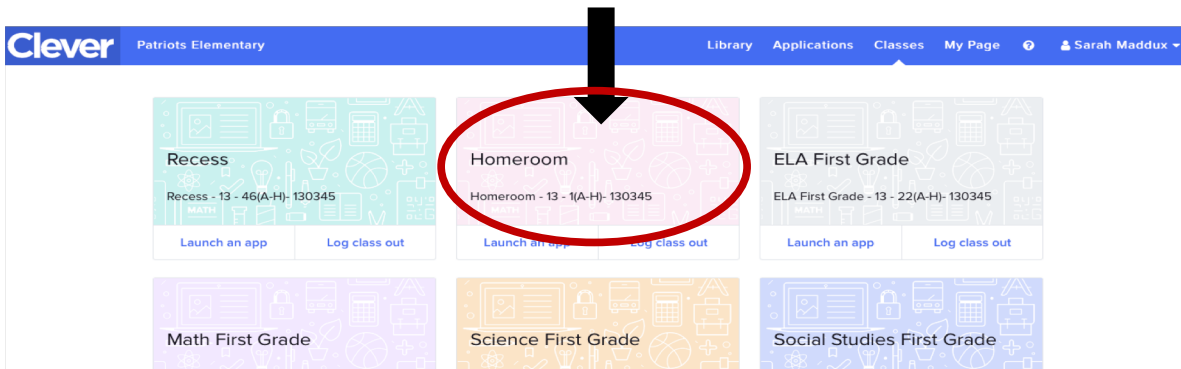 Clever Patriots Elementary Library Applications Classes My Page ? Sarah Maddux
Recess
Recess - 13 - 46(A-H)- 130345
MATH
Launch an app Log class out
Homeroom
Homeroom - 13 - 1(A-H)- 130345
MATH
Launch an app Log class out
ELA First Grade
ELA First Grade - 13 - 22(A-H)- 130345
MATH
Launch an app Log class out
Math First Grade
Science First Grade
Social Studies First Grade